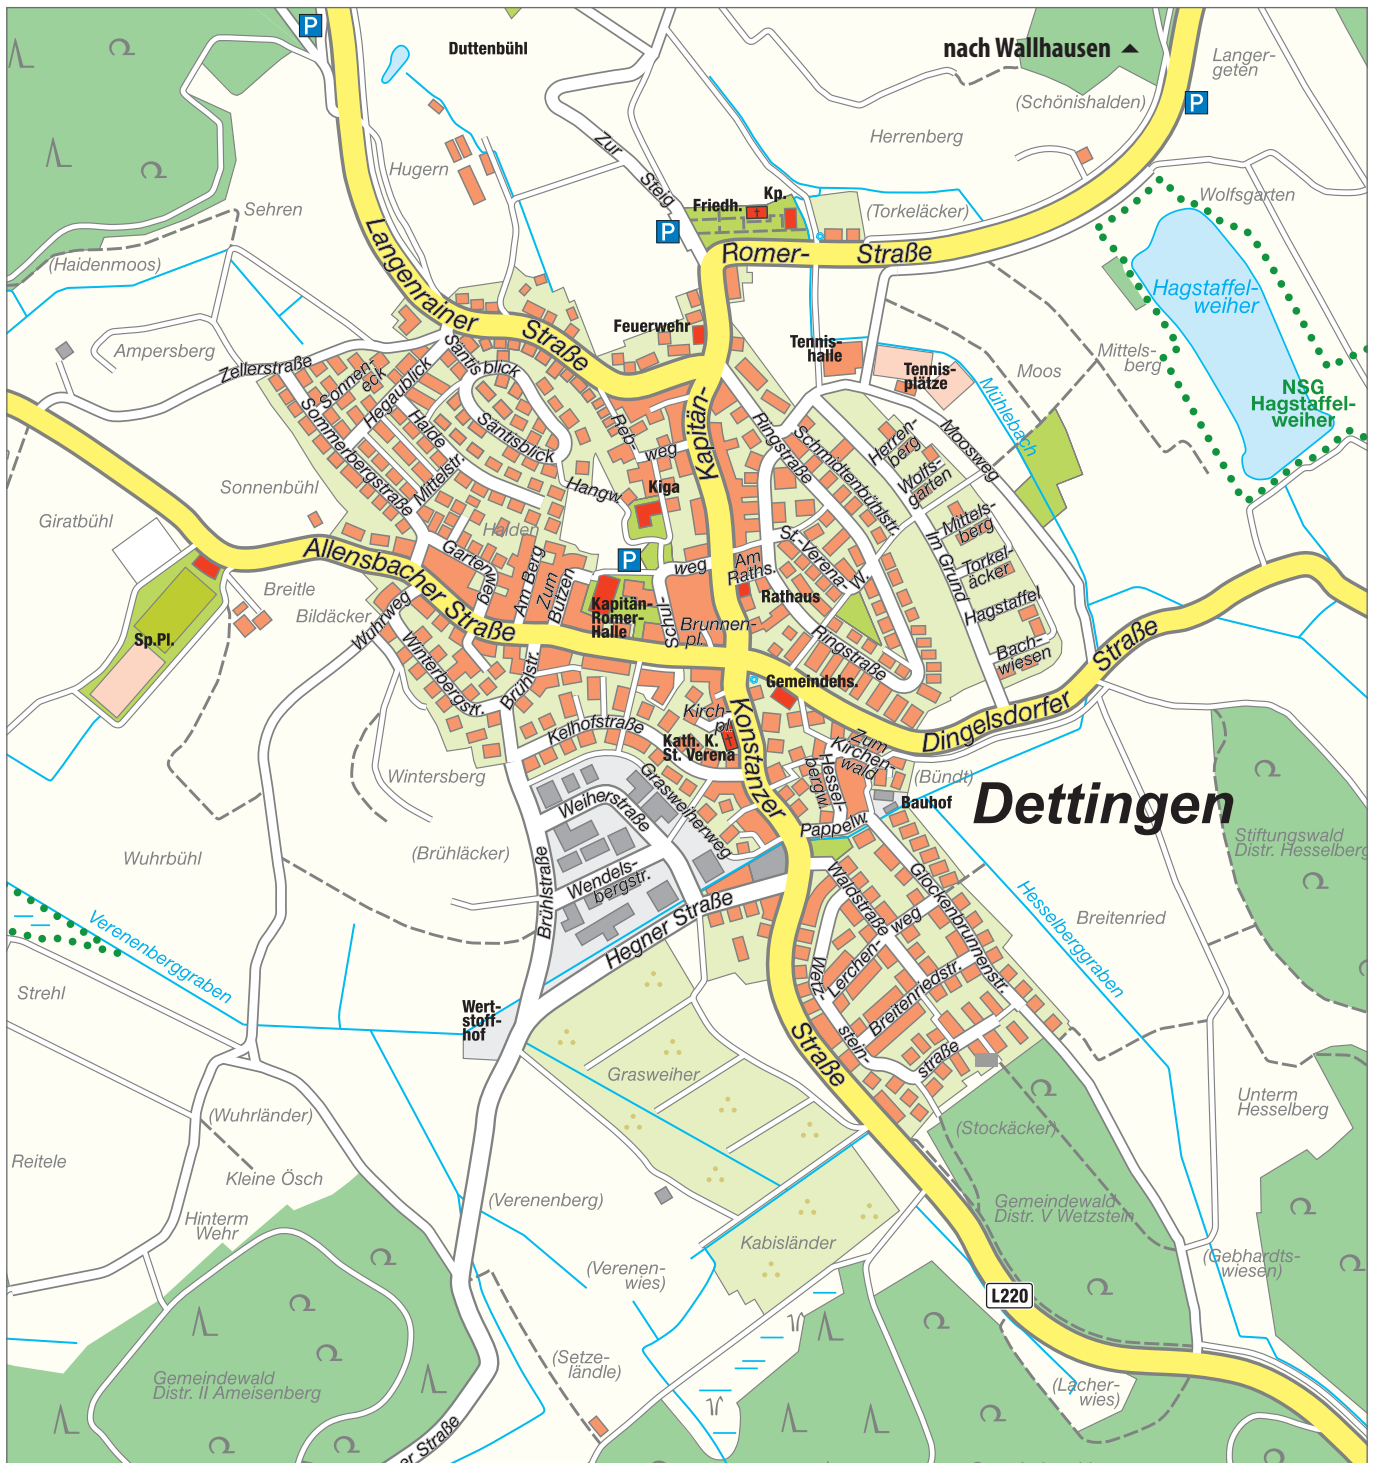 P
Duttenbühl
nach Wallhausen
Langer-
geten
(Schönishalden)
P
Herrenberg
Zur
Steig
Hugern
Sehren
Kp.
Friedh.
Wolfsgarten
(Torkeläcker)
P
Romer-
Straße
(Haidenmoos)
Langenrainer
Straße
Hagstaffel-
weiher
Feuerwehr
Tennis-
halle
Tennis-
plätze
Ampersberg
Zellerstraße
Mittels-
berg
Moos
Mühlebach
NSG
Hagstaffel-
weiher
Säntisblick
Sonnen-
eck
Hegaublick
Sommerbergstraße
Halde
Säntisblick
Mittelstr.
Reb-
weg
Kapitän-
Ringstraße
Schmidtenbühlstr.
Herren-
berg
Wolfs-
garten
Moosweg
Sonnenbühl
Giratbühl
Hangw.
Kiga
Mittels-
berg
Halden
Allensbacher Straße
Gartenweg
Am Berg
Zum
Bützen
P
weg
Am
Raths.
St.-Verena-
W.
Im Grund
Torkel-
äcker
Hagstaffel
Breitle
Bildäcker
Wuhrweg
Kapitän-
Romer-
Halle
Schul-
Rathaus
Brunnen-
pl.
Ringstraße
Bach-
wiesen
Sp.Pl.
Winterbergstr.
Brühlstr.
Gemeindehs.
Dingelsdorfer
Straße
Kirch-
pl.
Kelhofstraße
Kath. K.
St. Verena
Konstanzer
Zum
Kirchen-
wald
Hessel-
bergw.
(Bündt)
Bauhof
Dettingen
Wintersberg
Grasweiherweg
Weiherstraße
Pappelw.
Stiftungswald
Distr. Hesselberg
(Brühläcker)
Wuhrbühl
Brühlstraße
Wendels-
bergstr.
Waldstraße
Glockenbrunnenstr.
Hegner Straße
Hesselberggraben
Breitenried
Verenenberggraben
Wetz-
stein-
straße
Lerchen-
weg
Breitenriedstr.
Strehl
Wert-
stoff-
hof
Straße
Grasweiher
Unterm
Hesselberg
(Wuhrländer)
(Stockäcker)
Reitele
Kleine Ösch
(Verenenberg)
Gemeindewald
Distr. V Wetzstein
Hinterm
Wehr
Kabisländer
(Verenen-
wies)
(Gebhardts-
wiesen)
L220
(Setze-
ländle)
Gemeindewald
Distr. II Ameisenberg
(Lacher-
wies)
er Straße